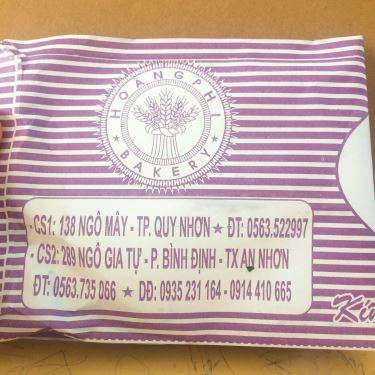 HOANG PHI
BAKERY
-CS1: 138 NGÔ MÂY - TP. QUY NHƠN ★ ĐT: 0563.522997
-CS2: 289 NGÔ GIA TỰ - P. BÌNH ĐỊNH - TX AN NHƠN
ĐT: 0563.735 066 ★ DĐ: 0935 231 164 - 0914 410 665